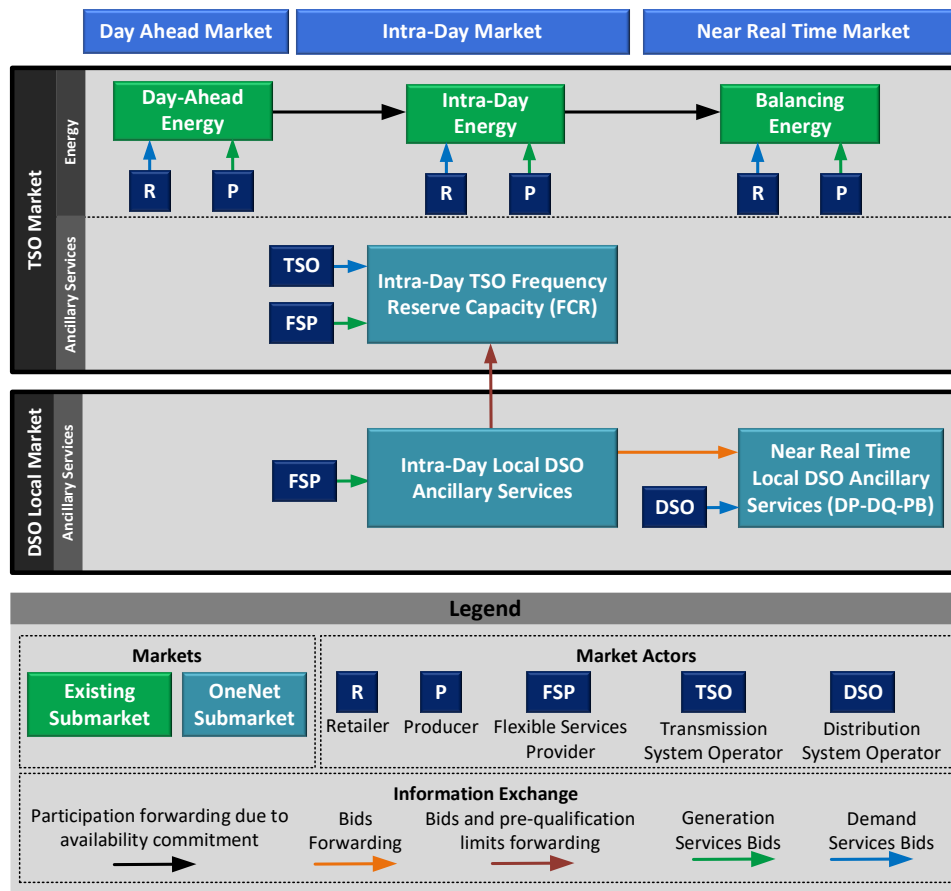 Day Ahead Market
Intra-Day Market
Near Real Time Market
TSO Market
Energy
Day-Ahead
Energy
Intra-Day
Energy
Balancing
Energy
R
P
R
P
R
P
Ancillary Services
TSO
FSP
Intra-Day TSO Frequency
Reserve Capacity (FCR)
DSO Local Market
Ancillary Services
FSP
Intra-Day Local DSO
Ancillary Services
DSO
Near Real Time
Local DSO Ancillary
Services (DP-DQ-PB)
Legend
Markets
Existing
Submarket
OneNet
Submarket
Market Actors
R
Retailer
P
Producer
FSP
Flexible Services
Provider
TSO
Transmission
System Operator
DSO
Distribution
System Operator
Information Exchange
Participation forwarding due to
availability commitment
Bids
Forwarding
Bids and pre-qualification
limits forwarding
Generation
Services Bids
Demand
Services Bids